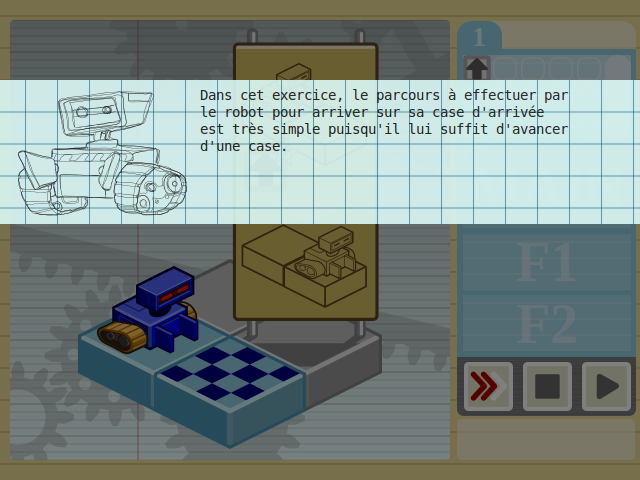 1
Dans cet exercice, le parcours à effectuer par
le robot pour arriver sur sa case d'arrivée
est très simple puisqu'il lui suffit d'avancer
d'une case.
F1
F2